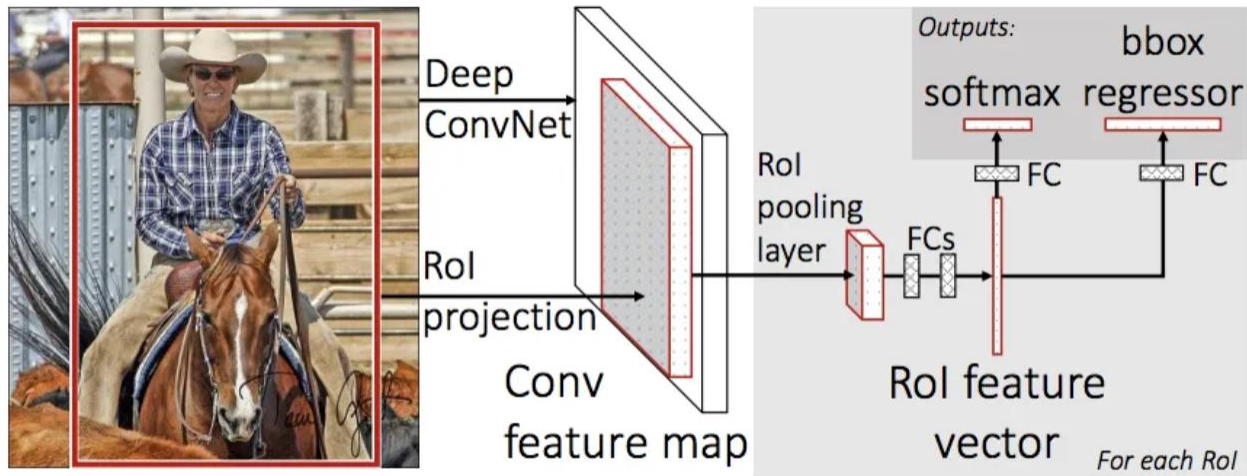 Deep
ConvNet
RoI
projection
Conv
feature map
RoI
pooling
layer
FCs
RoI feature
vector
For each RoI
Outputs:
softmax
bbox
regressor
FC
FC